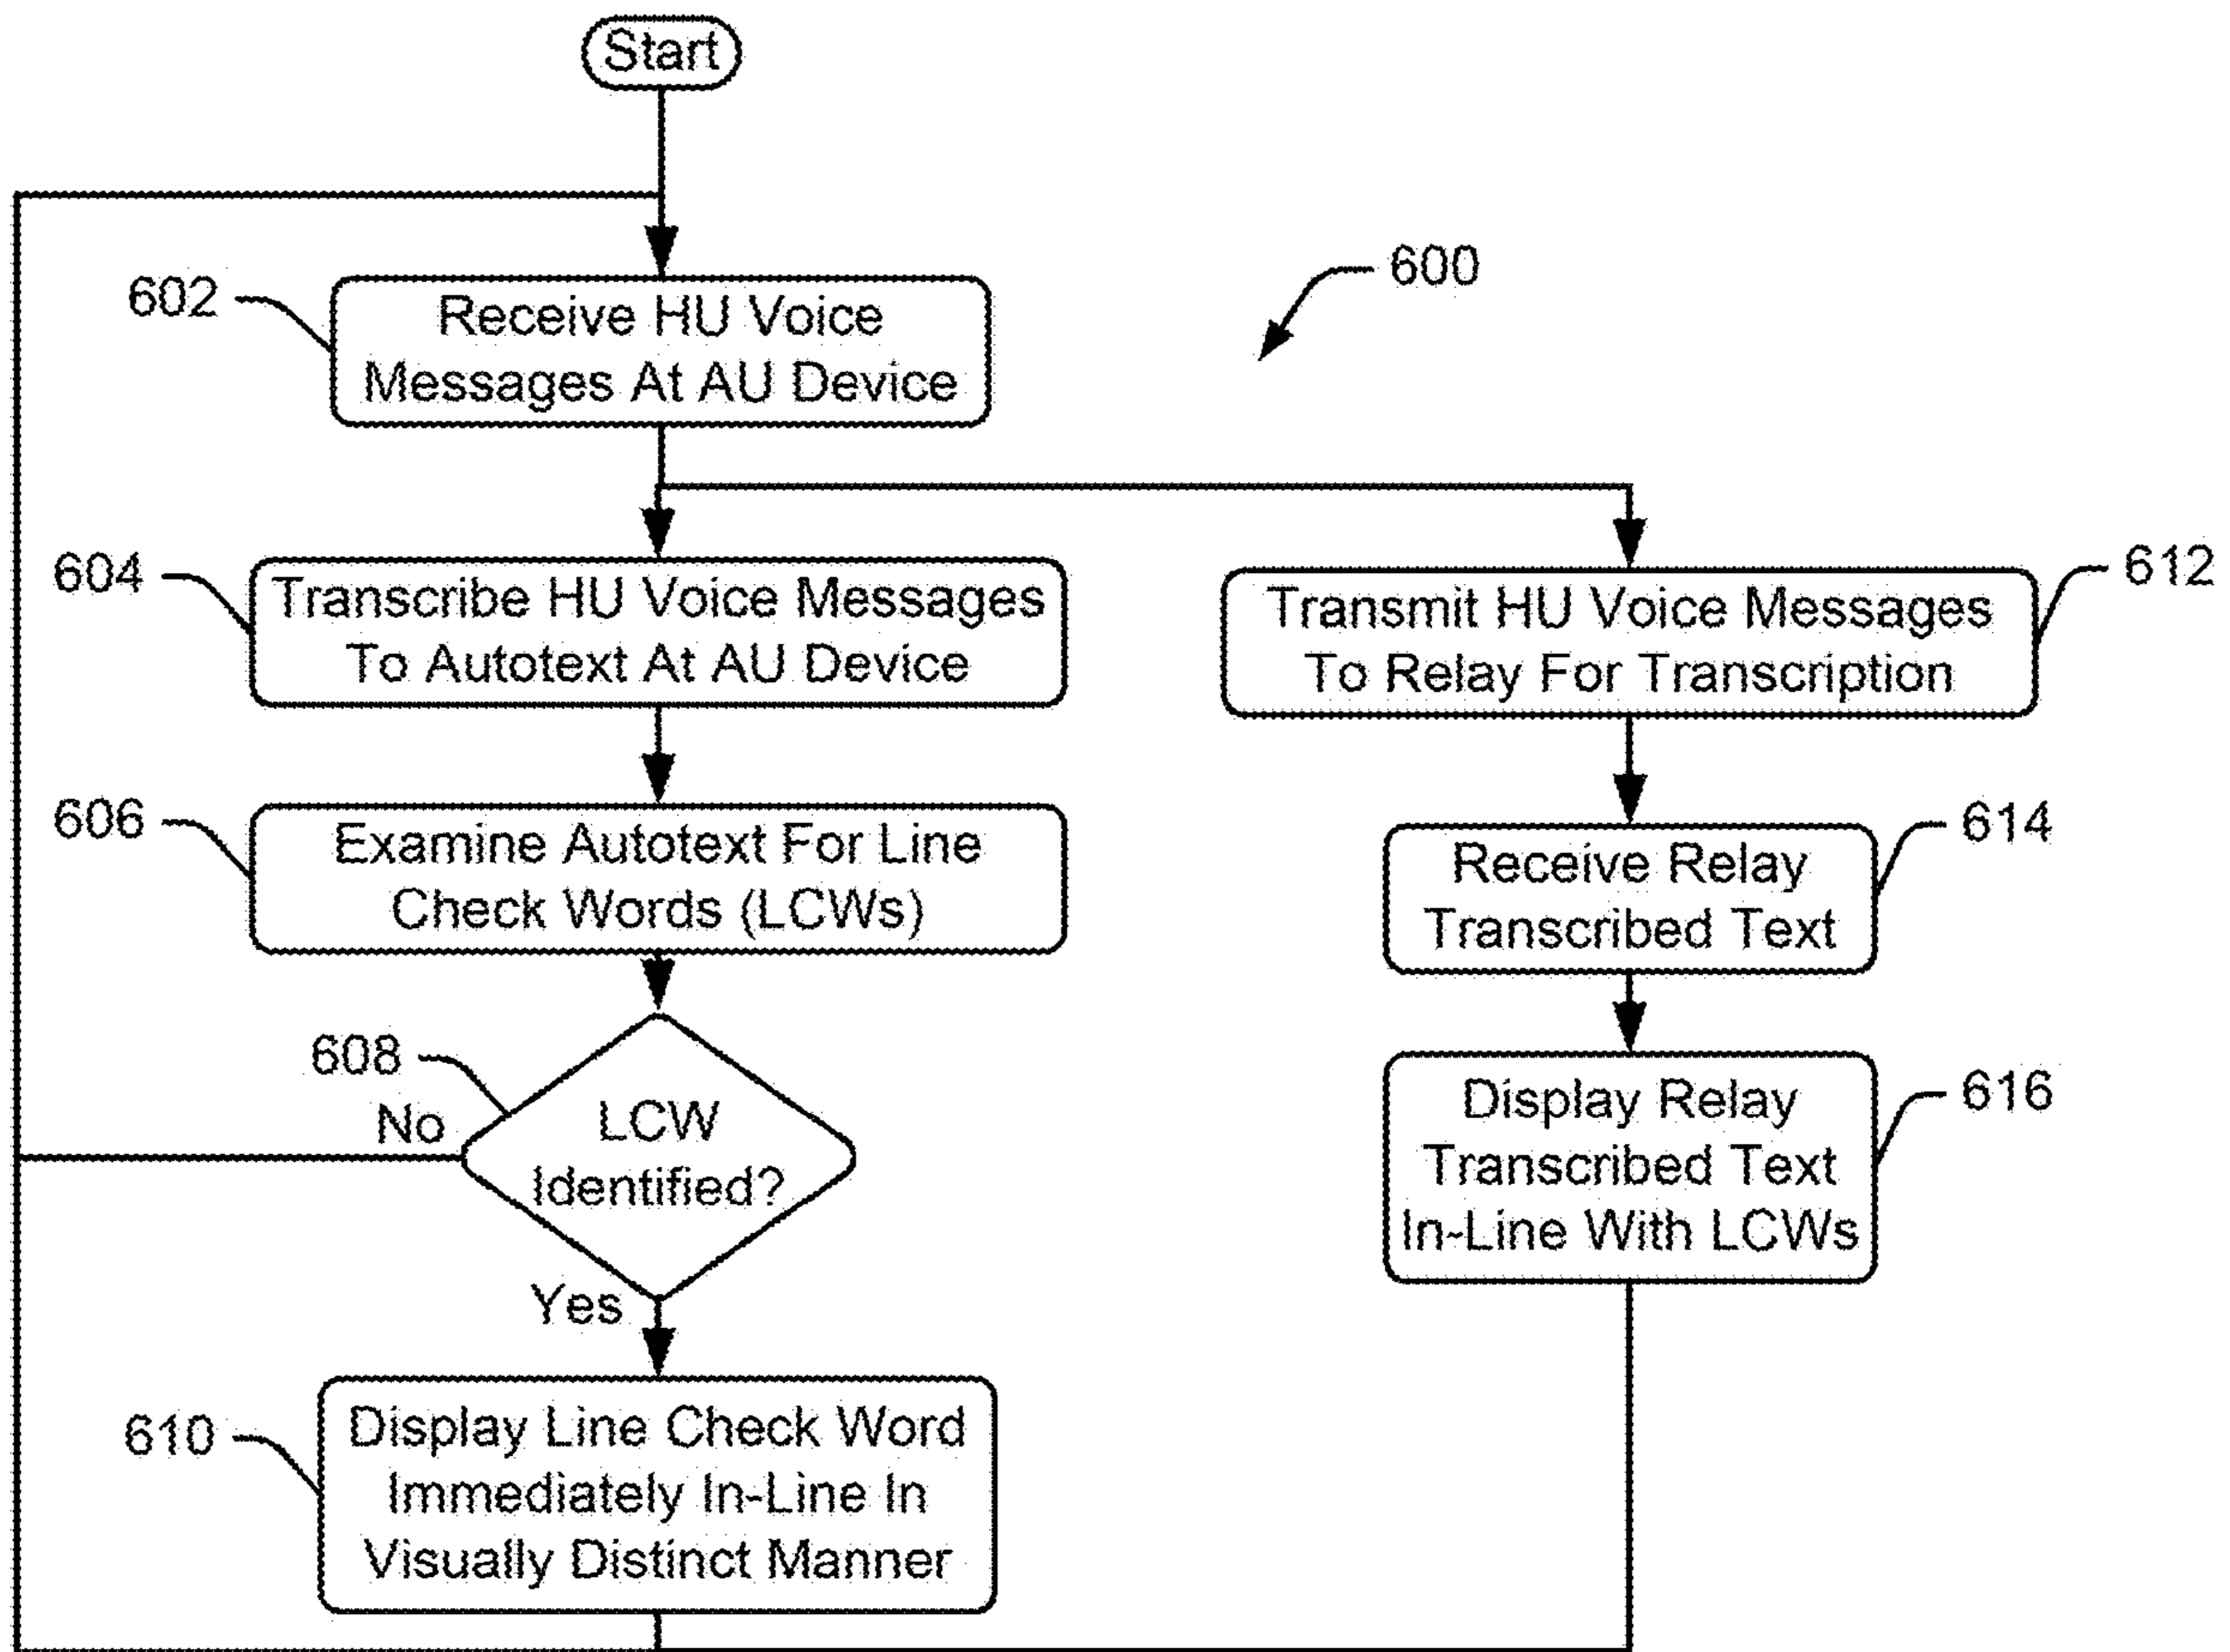 Start
600
602
Receive HU Voice
Messages At AU Device
604
Transcribe HU Voice Messages
To Autotext At AU Device
612
Transmit HU Voice Messages
To Relay For Transcription
606
Examine Autotext For Line
Check Words (LCWs)
614
Receive Relay
Transcribed Text
608
No
LCW
Identified?
Yes
616
Display Relay
Transcribed Text
In-Line With LCWs
610
Display Line Check Word
Immediately In-Line In
Visually Distinct Manner